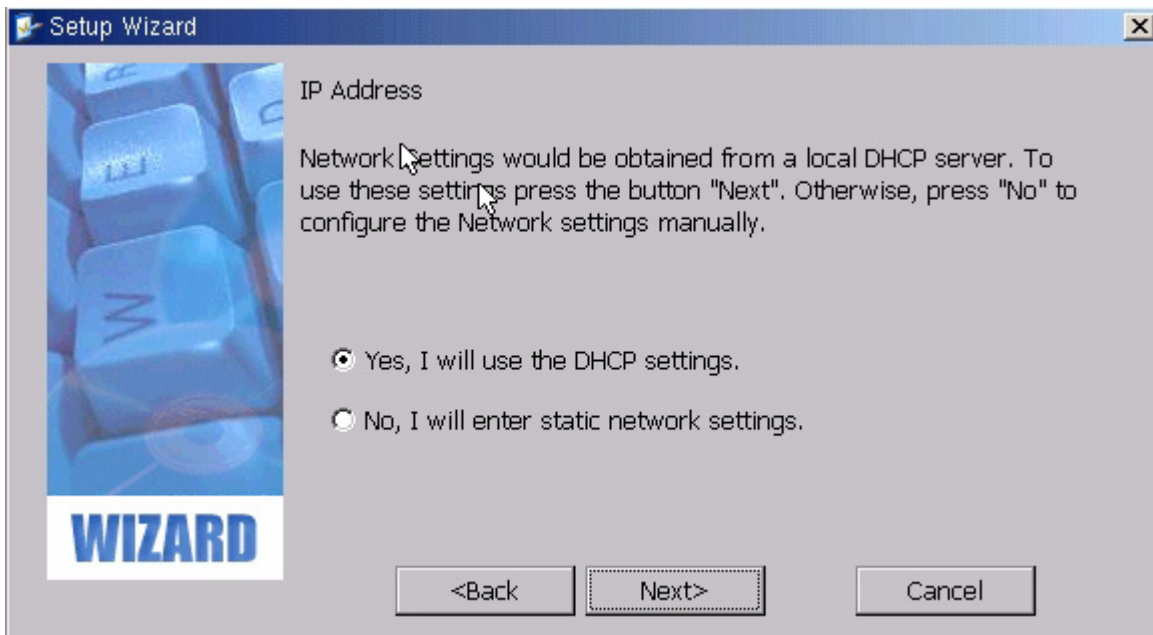 Setup Wizard
IP Address
Network Settings would be obtained from a local DHCP server. To
use these settings press the button "Next". Otherwise, press "No" to
configure the Network settings manually.
Yes, I will use the DHCP settings.
No, I will enter static network settings.
R
D
E
W
WIZARD
<Back
Next>
Cancel